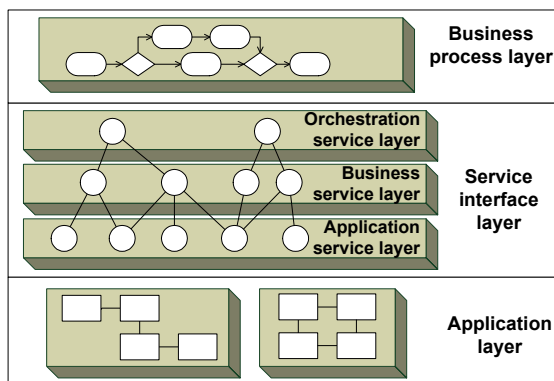 Business
process layer
Orchestration
service layer
Business
service layer
Application
service layer
Service
interface
layer
Application
layer